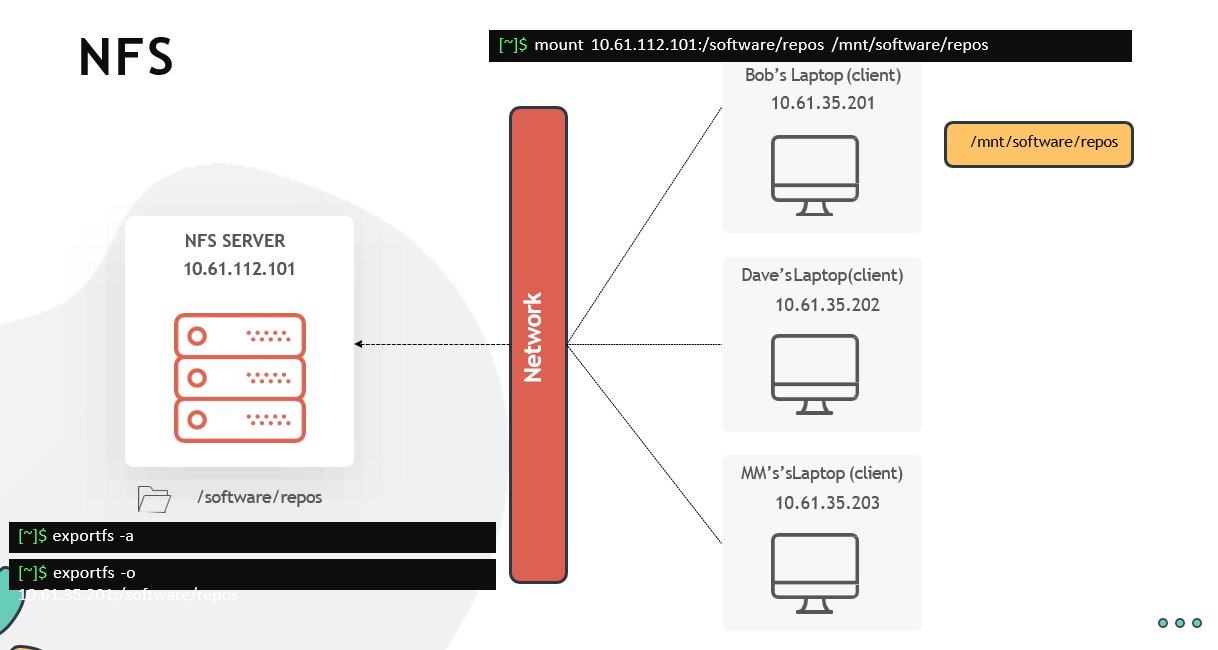 NFS
[~]$ mount 10.61.112.101:/software/repos /mnt/software/repos
Bob's Laptop (client)
10.61.35.201
/mnt/software/repos
NFS SERVER
10.61.112.101
/software/repos
[~]$ exportfs -a
[~]$ exportfs -o
10.61.35.201:/software/repos
Network
Dave's Laptop(client)
10.61.35.202
MM's'sLaptop (client)
10.61.35.203